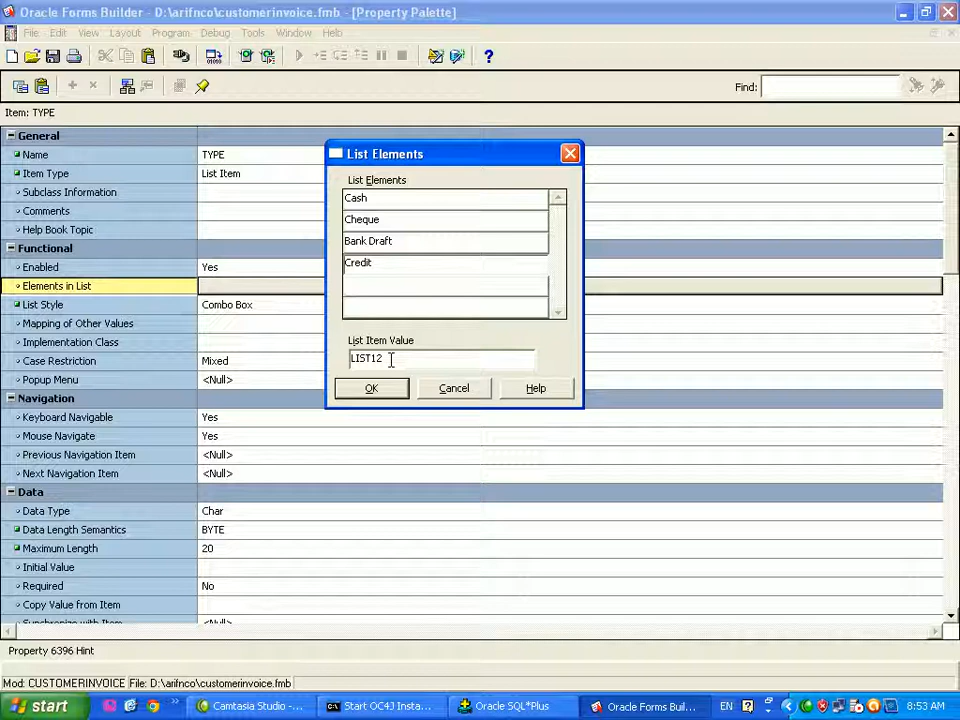 Oracle Forms Builder - D:\arifnco\customerinvoice.fmb - [Property Palette]
File Edit View Layout Program Debug Tools Window Help
Find:
Item: TYPE
General
Name TYPE
Item Type List Item
Subclass Information
Comments
Help Book Topic
Functional
Enabled Yes
Elements in List
List Style Combo Box
Mapping of Other Values
Implementation Class
Case Restriction Mixed
Popup Menu <Null>
Navigation
Keyboard Navigable Yes
Mouse Navigate Yes
Previous Navigation Item <Null>
Next Navigation Item <Null>
Data
Data Type Char
Data Length Semantics BYTE
Maximum Length 20
Initial Value
Required No
Copy Value from Item
Synchronize with Item <Null>
List Elements
List Elements
Cash
Cheque
Bank Draft
Credit
List Item Value
LIST12
OK Cancel Help
Property 6396 Hint
Mod: CUSTOMERINVOICE File: D:\arifnco\customerinvoice.fmb
start Camtasia Studio - ... Start OC4J Insta... Oracle SQL*Plus Oracle Forms Buil... EN 8:53 AM